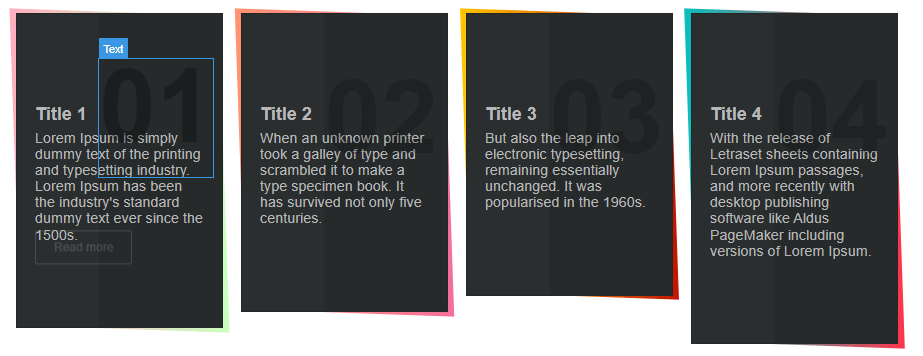 Text
01
Title 1
Lorem Ipsum is simply
dummy text of the printing
and typesetting industry.
Lorem Ipsum has been
the industry's standard
dummy text ever since the
1500s.
Read more
02
Title 2
When an unknown printer
took a galley of type and
scrambled it to make a
type specimen book. It
has survived not only five
centuries.
03
Title 3
But also the leap into
electronic typesetting,
remaining essentially
unchanged. It was
popularised in the 1960s.
04
Title 4
With the release of
Letraset sheets containing
Lorem Ipsum passages,
and more recently with
desktop publishing
software like Aldus
PageMaker including
versions of Lorem Ipsum.